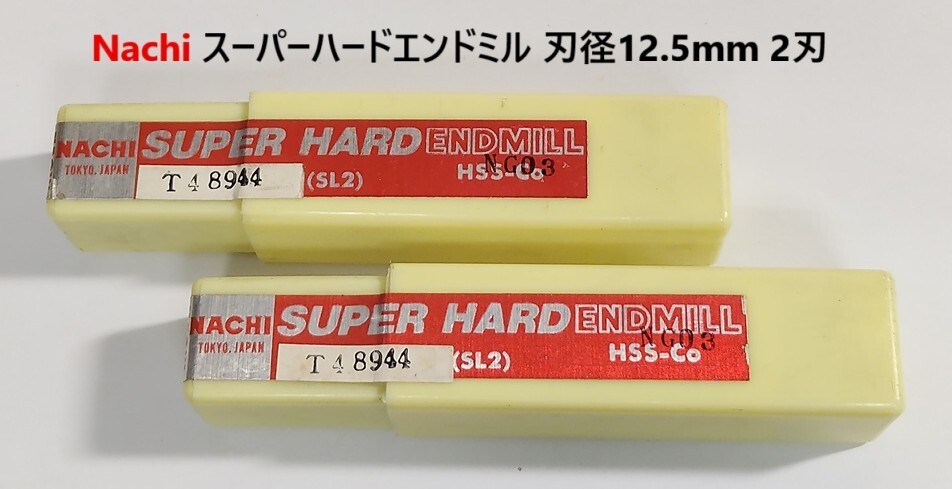 Nachi スーパーハードエンドミル 刃径12.5mm 2刃
NACHI SUPER HARD ENDMILL
TOKYO, JAPAN
T 4 8944 (SL2) HSS-Co
NG03
NACHI SUPER HARD ENDMILL
TOKYO, JAPAN
T 4 8944 (SL2) HSS-Co
NG03